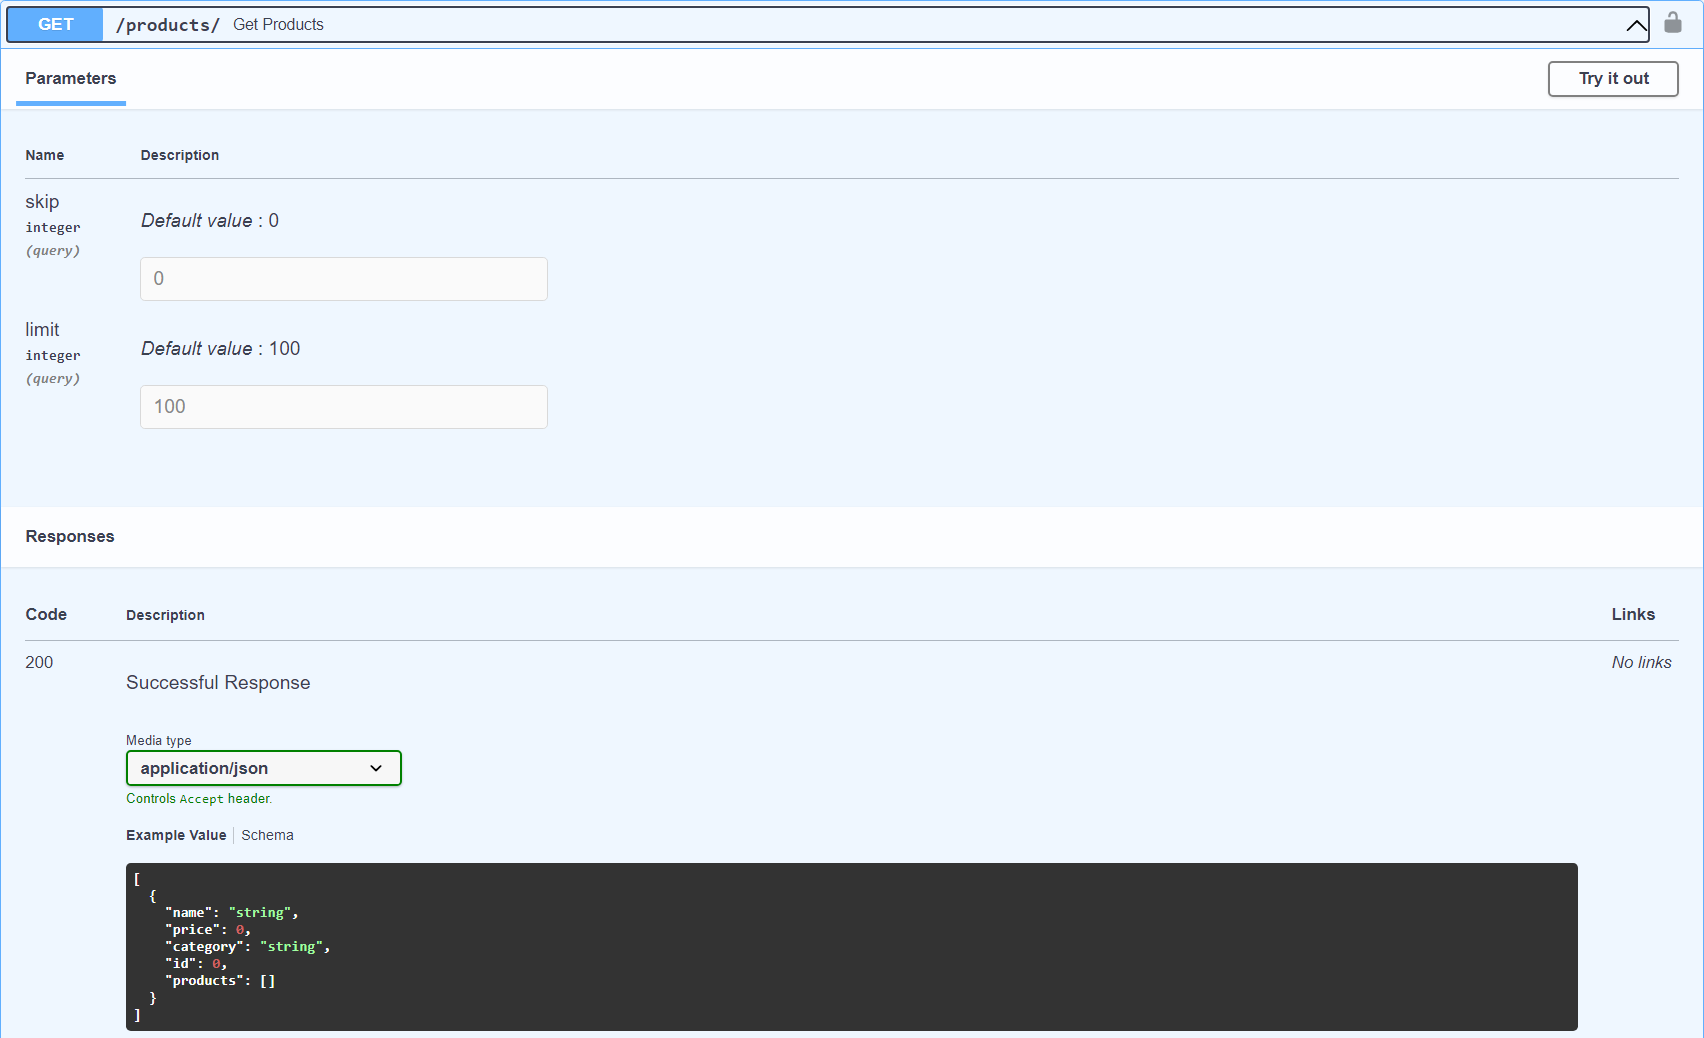 GET /products/ Get Products
Parameters
Try it out
Name Description
skip
integer
(query)
Default value : 0
0
limit
integer
(query)
Default value : 100
100
Responses
Code Description Links
200
Successful Response
No links
Media type
application/json
Controls Accept header.
Example Value Schema
[
  {
    "name": "string",
    "price": 0,
    "category": "string",
    "id": 0,
    "products": []
  }
]